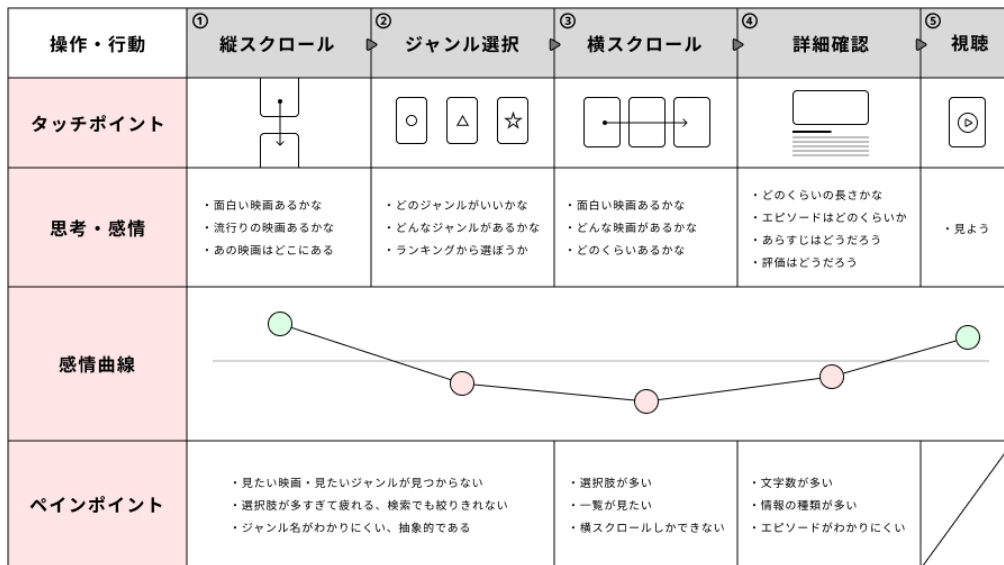 操作・行動
①
縦スクロール
②
ジャンル選択
③
横スクロール
④
詳細確認
⑤
視聴
タッチポイント
思考・感情
・面白い映画あるかな
・流行りの映画あるかな
・あの映画はどこにある
・どのジャンルがいいかな
・どんなジャンルがあるかな
・ランキングから選ぼうか
・面白い映画あるかな
・どんな映画があるかな
・どのくらいあるかな
・どのくらいの長さかな
・エピソードはどのくらいか
・あらすじはどうだろう
・評価はどうだろう
・見よう
感情曲線
ペインポイント
・見たい映画・見たいジャンルが見つからない
・選択肢が多すぎて疲れる、検索でも絞りきれない
・ジャンル名がわかりにくい、抽象的である
・選択肢が多い
・一覧が見たい
・横スクロールしかできない
・文字数が多い
・情報の種類が多い
・エピソードがわかりにくい